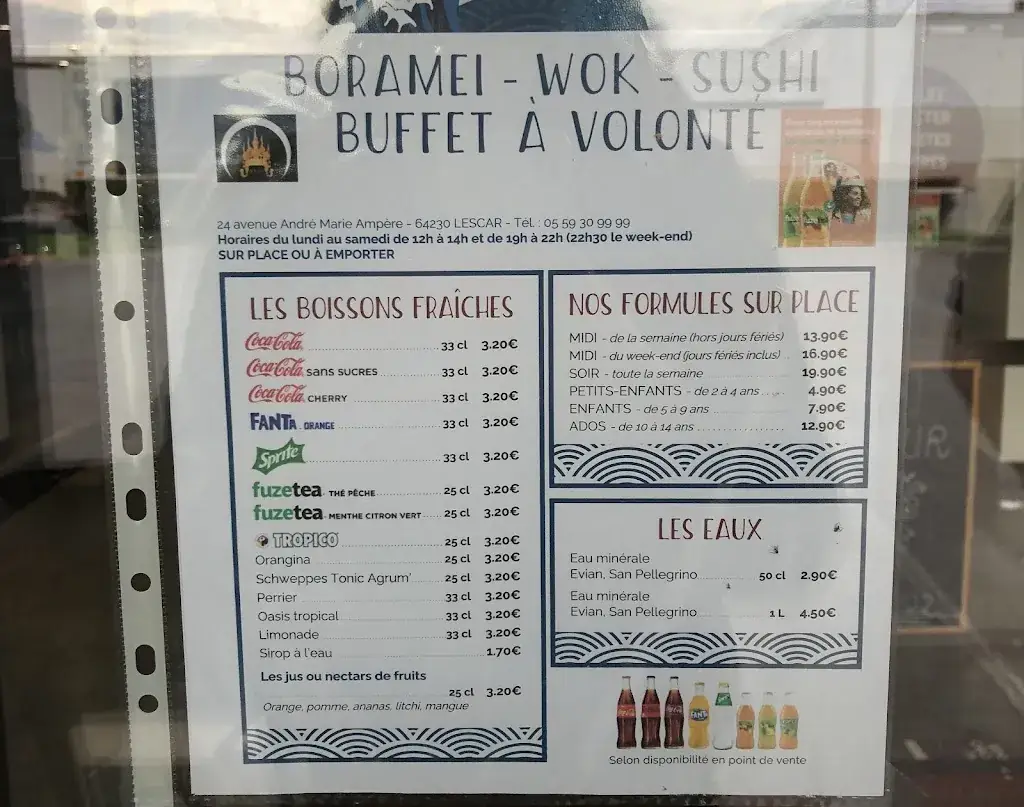 BORAMEI - WOK - SUSHI
BUFFET À VOLONTÉ
24 avenue André Marie Ampère - 64230 LESCAR - Tél. : 05 59 30 99 99
Horaires du lundi au samedi de 12h à 14h et de 19h à 22h (22h30 le week-end)
SUR PLACE OU À EMPORTER
LES BOISSONS FRAÎCHES
Coca-Cola 33 cl 3.20€
Coca-Cola sans SUCRES 33 cl 3.20€
Coca-Cola CHERRY 33 cl 3.20€
FANTA ORANGE 33 cl 3.20€
Sprite 33 cl 3.20€
fuzetea THÉ PÊCHE 25 cl 3.20€
fuzetea MENTHE CITRON VERT 25 cl 3.20€
TROPICO 25 cl 3.20€
Orangina 25 cl 3.20€
Schweppes Tonic Agrum' 25 cl 3.20€
Perrier 33 cl 3.20€
Oasis tropical 33 cl 3.20€
Limonade 33 cl 3.20€
Sirop à l'eau 1.70€
Les jus ou nectars de fruits
25 cl 3.20€
Orange, pomme, ananas, litchi, mangue
NOS FORMULES SUR PLACE
MIDI - de la semaine (hors jours fériés) 13.90€
MIDI - du week-end (jours fériés inclus) 16.90€
SOIR - toute la semaine 19.90€
PETITS-ENFANTS - de 2 à 4 ans 4.90€
ENFANTS - de 5 à 9 ans 7.90€
ADOS - de 10 à 14 ans 12.90€
LES EAUX
Eau minérale
Evian, San Pellegrino 50 cl 2.90€
Eau minérale
Evian, San Pellegrino 1 L 4.50€
Selon disponibilité en point de vente